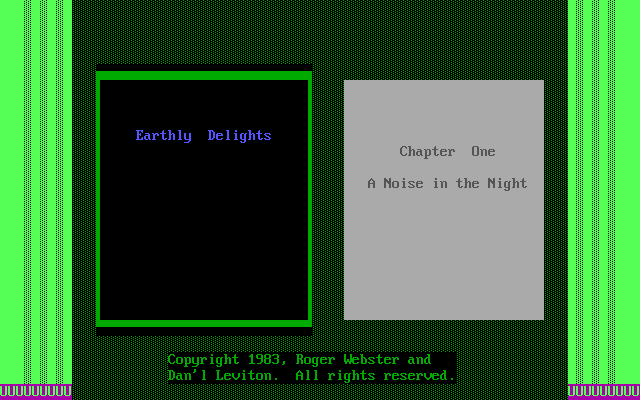 Earthly Delights
Chapter One
A Noise in the Night
Copyright 1983, Roger Webster and
Dan'l Leviton. All rights reserved.